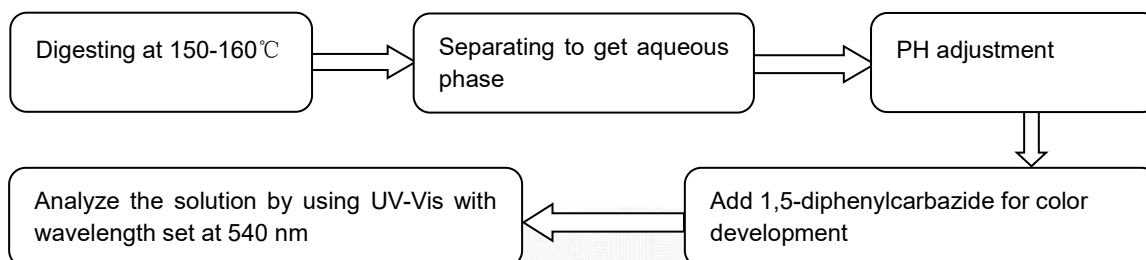 Digesting at 150-160℃
Separating to get aqueous
phase
PH adjustment
Add 1,5-diphenylcarbazide for color
development
Analyze the solution by using UV-Vis with
wavelength set at 540 nm